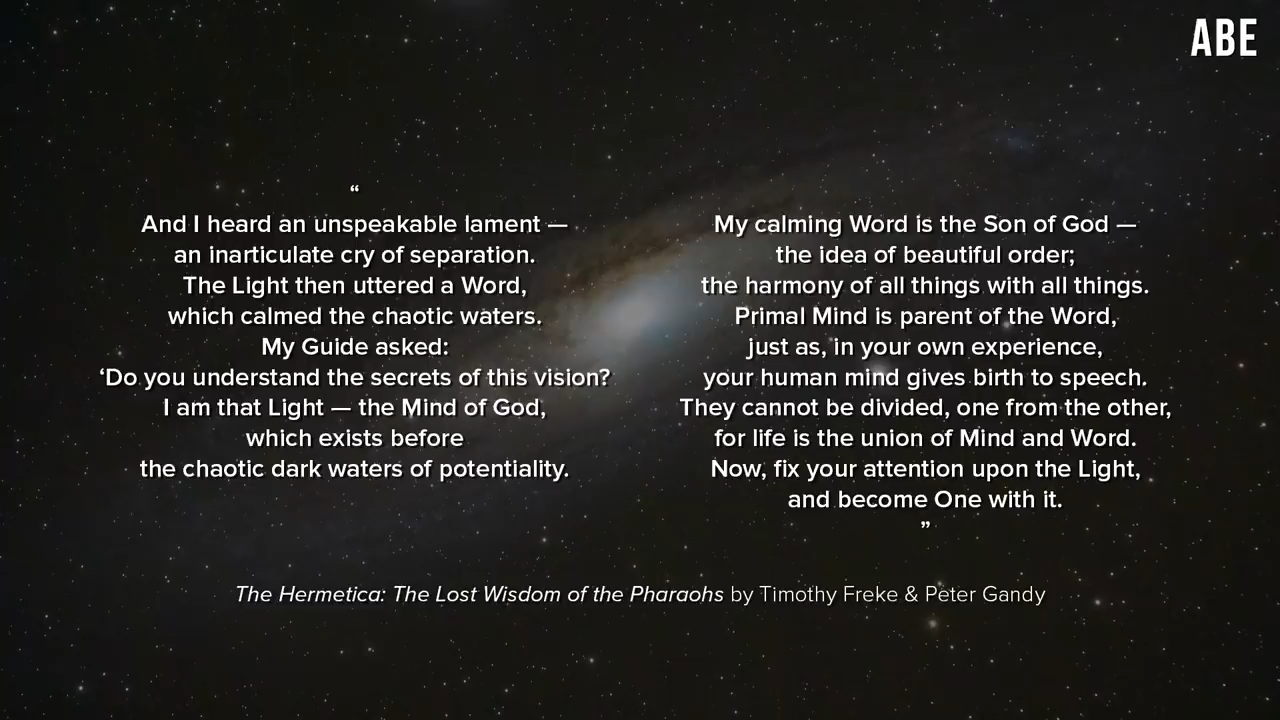 ABE
“
And I heard an unspeakable lament —
an inarticulate cry of separation.
The Light then uttered a Word,
which calmed the chaotic waters.
My Guide asked:
‘Do you understand the secrets of this vision?
I am that Light — the Mind of God,
which exists before
the chaotic dark waters of potentiality.
My calming Word is the Son of God —
the idea of beautiful order;
the harmony of all things with all things.
Primal Mind is parent of the Word,
just as, in your own experience,
your human mind gives birth to speech.
They cannot be divided, one from the other,
for life is the union of Mind and Word.
Now, fix your attention upon the Light,
and become One with it.
”
The Hermetica: The Lost Wisdom of the Pharaohs by Timothy Freke & Peter Gandy